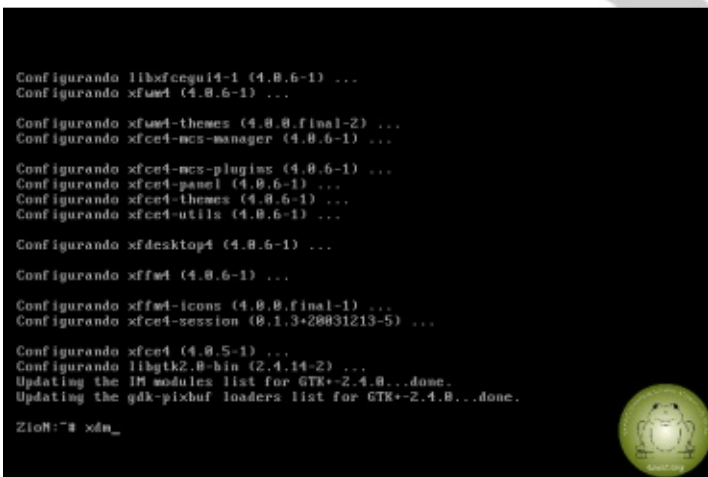 Configurando libxfcegui4-1 (4.0.6-1) ...
Configurando xfwm4 (4.0.6-1) ...
Configurando xfwm4-themes (4.0.0.final-2) ...
Configurando xfce4-mcs-manager (4.0.6-1) ...
Configurando xfce4-mcs-plugins (4.0.6-1) ...
Configurando xfce4-panel (4.0.6-1) ...
Configurando xfce4-themes (4.0.6-1) ...
Configurando xfce4-utils (4.0.6-1) ...
Configurando xfdesktop4 (4.0.6-1) ...
Configurando xffm4 (4.0.6-1) ...
Configurando xffm4-icons (4.0.0.final-1) ...
Configurando xfce4-session (0.1.3+20031213-5) ...
Configurando xfce4 (4.0.5-1) ...
Configurando libgtk2.0-bin (2.4.14-2) ...
Updating the IM modules list for GTK+-2.4.0...done.
Updating the gdk-pixbuf loaders list for GTK+-2.4.0...done.
ZioN:~# xdm_